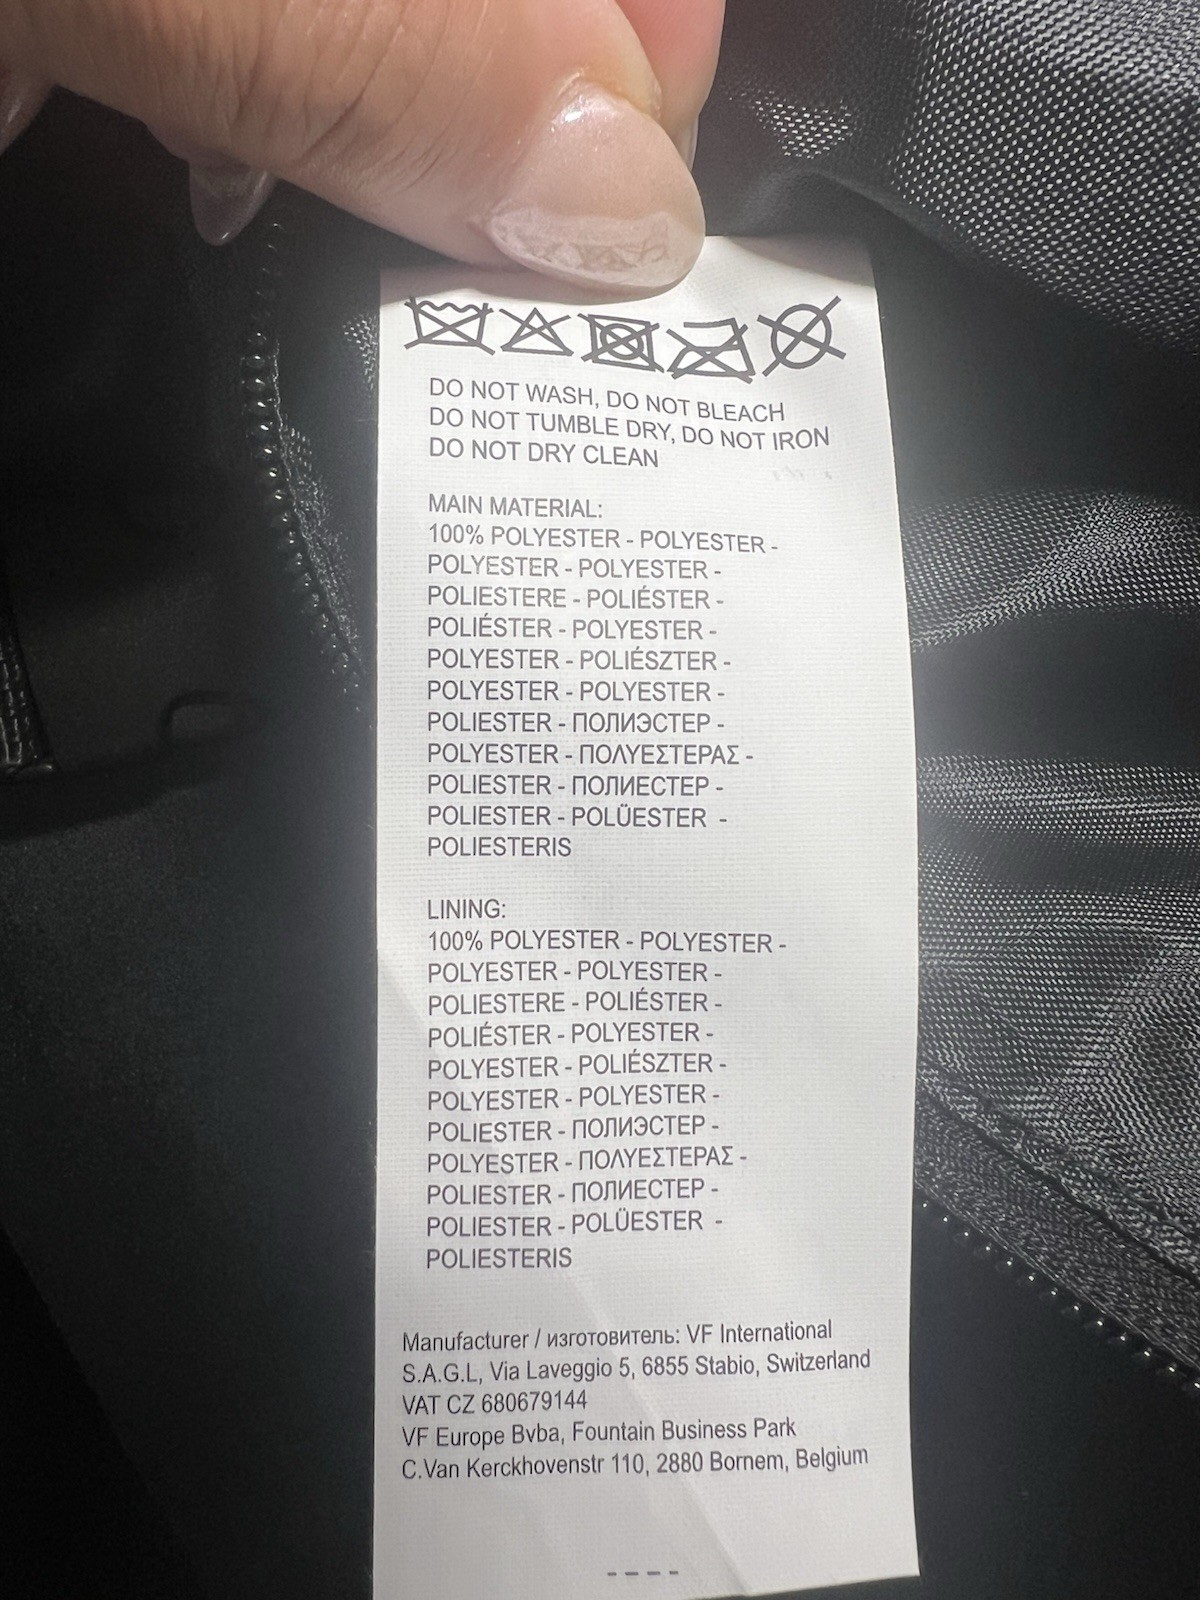 DO NOT WASH, DO NOT BLEACH
DO NOT TUMBLE DRY, DO NOT IRON
DO NOT DRY CLEAN
MAIN MATERIAL:
100% POLYESTER - POLYESTER -
POLYESTER - POLYESTER -
POLIESTERE - POLIÉSTER -
POLIÉSTER - POLYESTER -
POLYESTER - POLIÉSZTER -
POLYESTER - POLYESTER -
POLIESTER - ПОЛИЭСТЕР -
POLYESTER - ΠΟΛΥΕΣΤΕΡΑΣ -
POLIESTER - ПОЛИЕСТЕР -
POLIESTER - POLÜESTER -
POLIESTERIS
LINING:
100% POLYESTER - POLYESTER -
POLYESTER - POLYESTER -
POLIESTERE - POLIÉSTER -
POLIÉSTER - POLYESTER -
POLYESTER - POLIÉSZTER -
POLYESTER - POLYESTER -
POLIESTER - ПОЛИЭСТЕР -
POLYESTER - ΠΟΛΥΕΣΤΕΡΑΣ -
POLIESTER - ПОЛИЕСТЕР -
POLIESTER - POLÜESTER -
POLIESTERIS
Manufacturer / изготовитель: VF International
S.A.G.L, Via Laveggio 5, 6855 Stabio, Switzerland
VAT CZ 680679144
VF Europe Bvba, Fountain Business Park
C.Van Kerckhovenstr 110, 2880 Bornem, Belgium